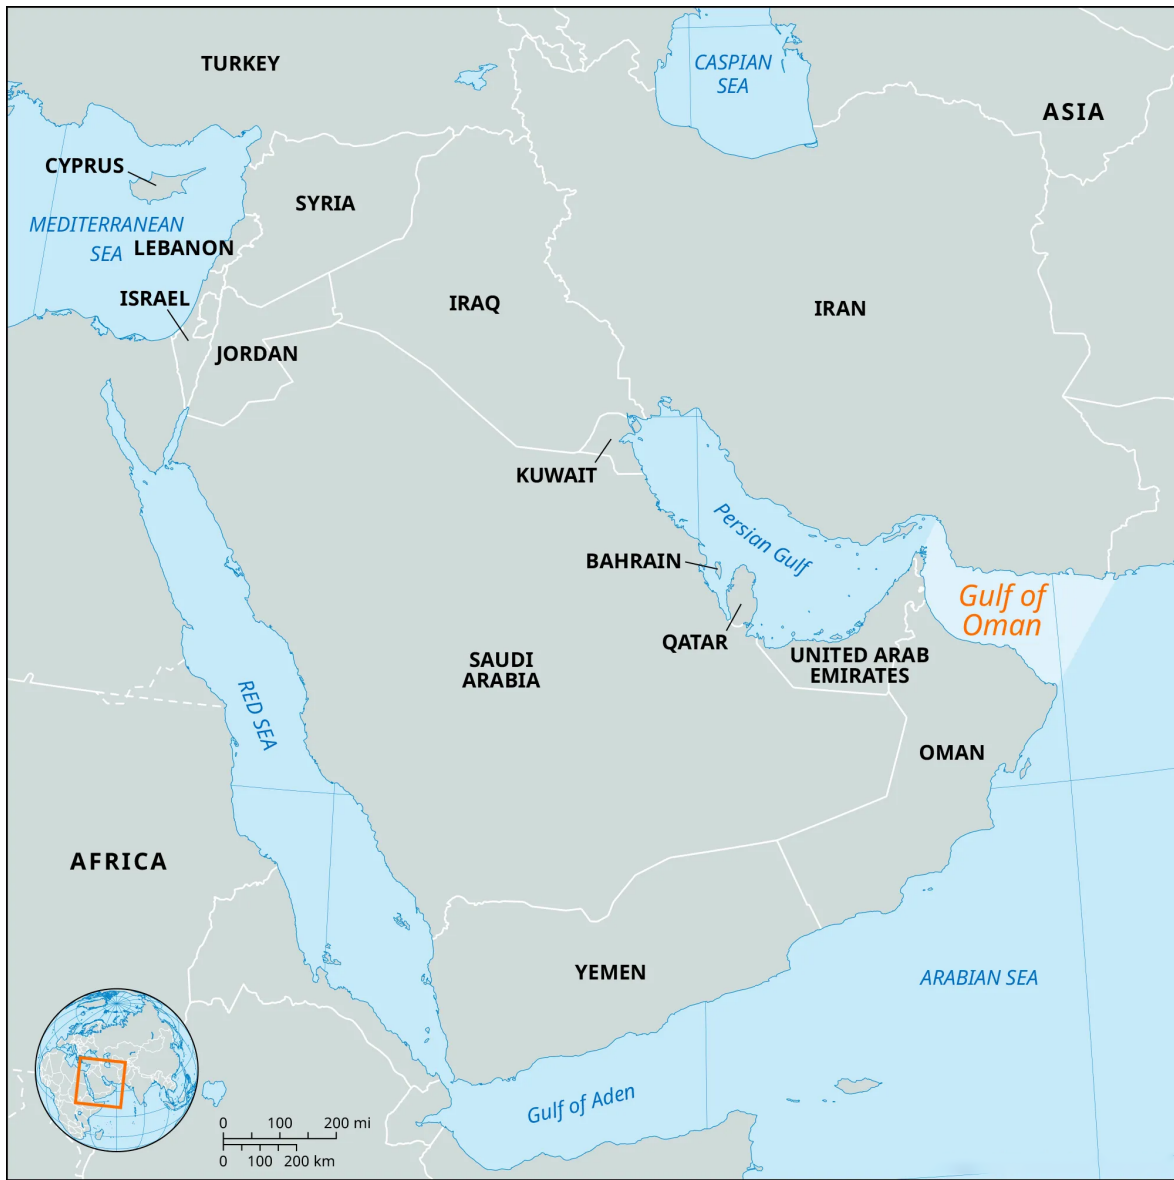 TURKEY
CASPIAN
SEA
ASIA
CYPRUS
SYRIA
MEDITERRANEAN
SEA
LEBANON
ISRAEL
IRAQ
IRAN
JORDAN
KUWAIT
Persian Gulf
BAHRAIN
Gulf of
Oman
QATAR
UNITED ARAB
EMIRATES
SAUDI
ARABIA
RED SEA
OMAN
AFRICA
YEMEN
ARABIAN SEA
Gulf of Aden
0 100 200 mi
0 100 200 km